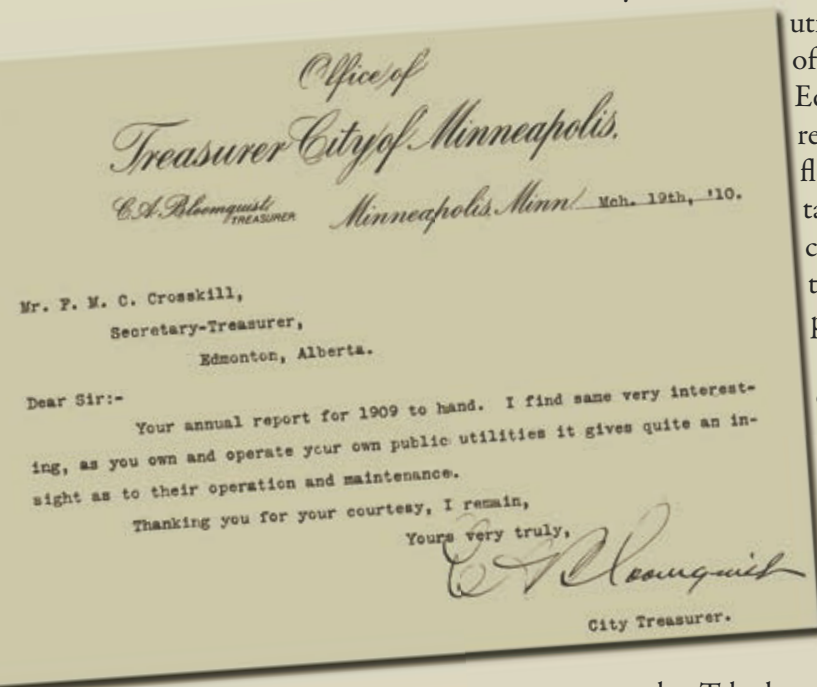 Office of
Treasurer City of Minneapolis.
C.A. Bloomquist
TREASURER
Minneapolis, Minn Mch. 19th, '10.
Mr. F. M. C. Crosskill,
Secretary-Treasurer,
Edmonton, Alberta.
Dear Sir:-
Your annual report for 1909 to hand. I find same very interest-
ing, as you own and operate your own public utilities it gives quite an in-
sight as to their operation and maintenance.
Thanking you for your courtesy, I remain,
Yours very truly,
C A Bloomquist
City Treasurer.